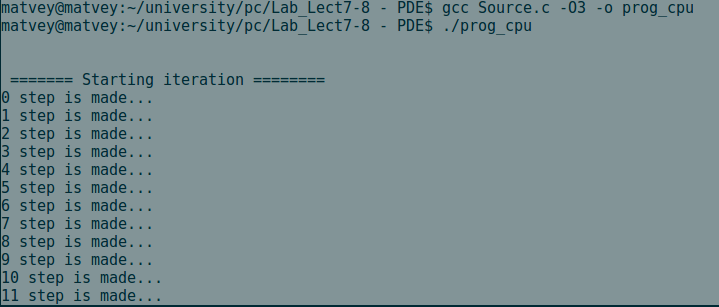 matvey@matvey:~/university/pc/Lab_Lect7-8 - PDE$ gcc Source.c -O3 -o prog_cpu
matvey@matvey:~/university/pc/Lab_Lect7-8 - PDE$ ./prog_cpu
======= Starting iteration ========
0 step is made...
1 step is made...
2 step is made...
3 step is made...
4 step is made...
5 step is made...
6 step is made...
7 step is made...
8 step is made...
9 step is made...
10 step is made...
11 step is made...